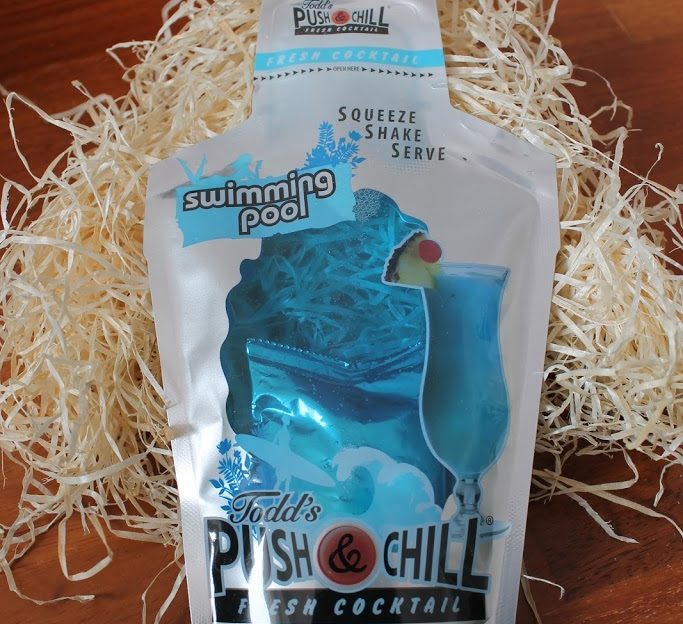 Todd's
PUSH & CHILL
FRESH COCKTAIL
FRESH COCKTAIL
OPEN HERE
SQUEEZE
SHAKE
SERVE
swimming
pool
Todd's
PUSH & CHILL®
FRESH COCKTAIL